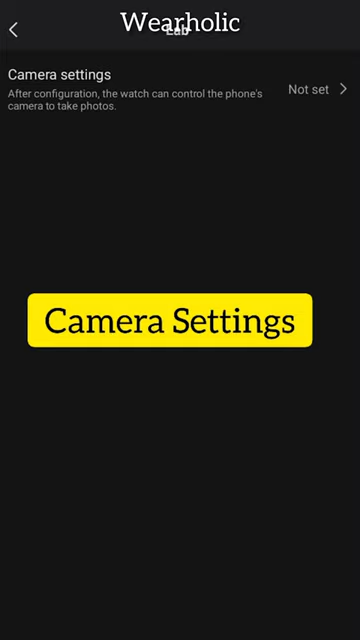 Wearholic
Lab
Camera settings
After configuration, the watch can control the phone's
camera to take photos.
Not set
Camera Settings